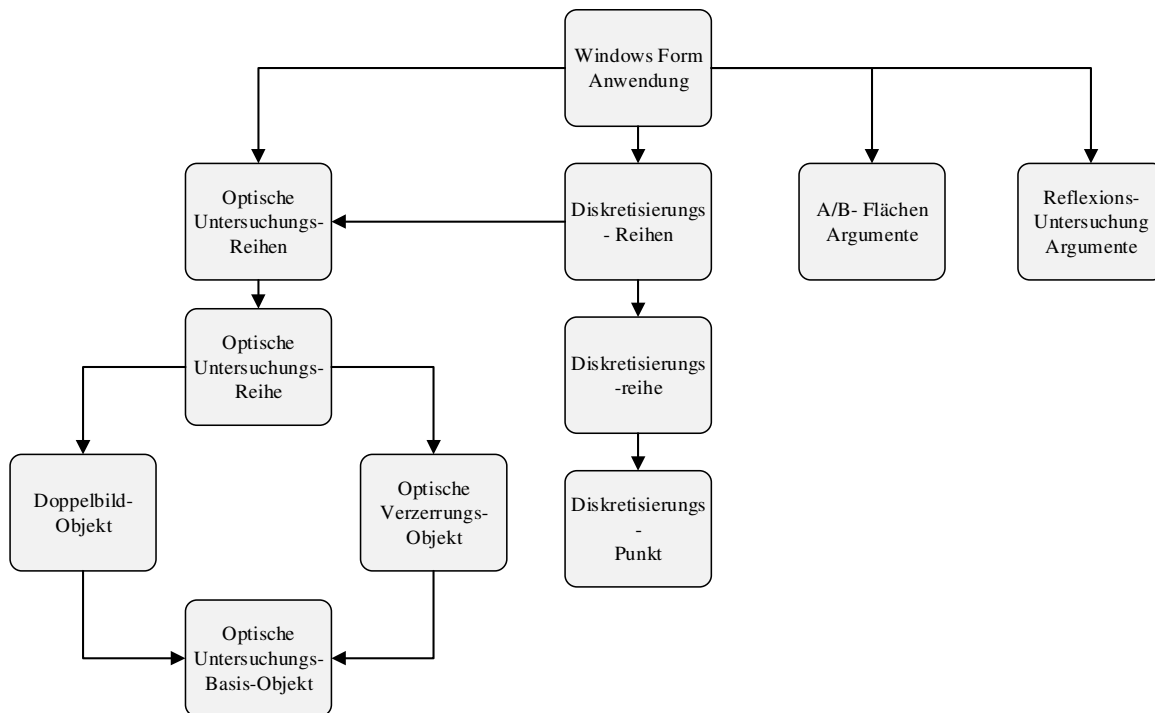 Windows Form
Anwendung
Optische
Untersuchungs-
Reihen
Diskretisierungs
- Reihen
A/B- Flächen
Argumente
Reflexions-
Untersuchung
Argumente
Optische
Untersuchungs-
Reihe
Diskretisierungs
-reihe
Doppelbild-
Objekt
Optische
Verzerrungs-
Objekt
Diskretisierungs
-
Punkt
Optische
Untersuchungs-
Basis-Objekt